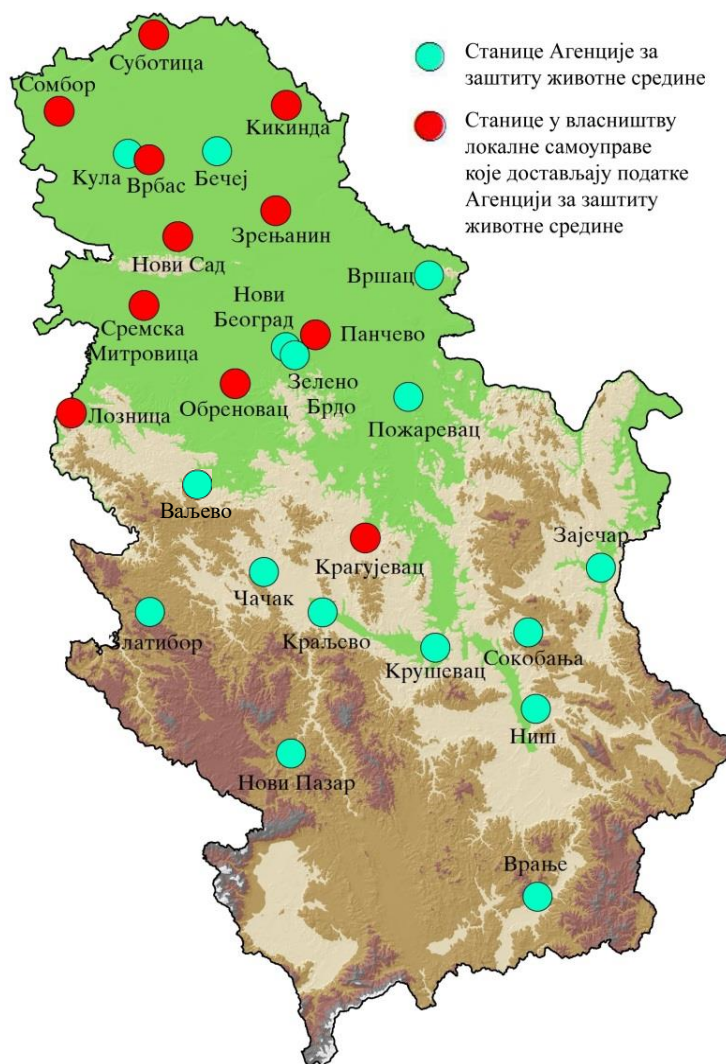 Суботица
Сомбор
Кикинда
Кула
Врбас
Бечеј
Зрењанин
Нови Сад
Вршац
Нови
Београд
Сремска
Митровица
Панчево
Зелено
Брдо
Обреновац
Лозница
Пожаревац
Ваљево
Крагујевац
Зајечар
Чачак
Златибор
Краљево
Крушевац
Сокобања
Ниш
Нови Пазар
Врање
Станице Агенције за
заштиту животне средине
Станице у власништву
локалне самоуправе
које достављају податке
Агенцији за заштиту
животне средине